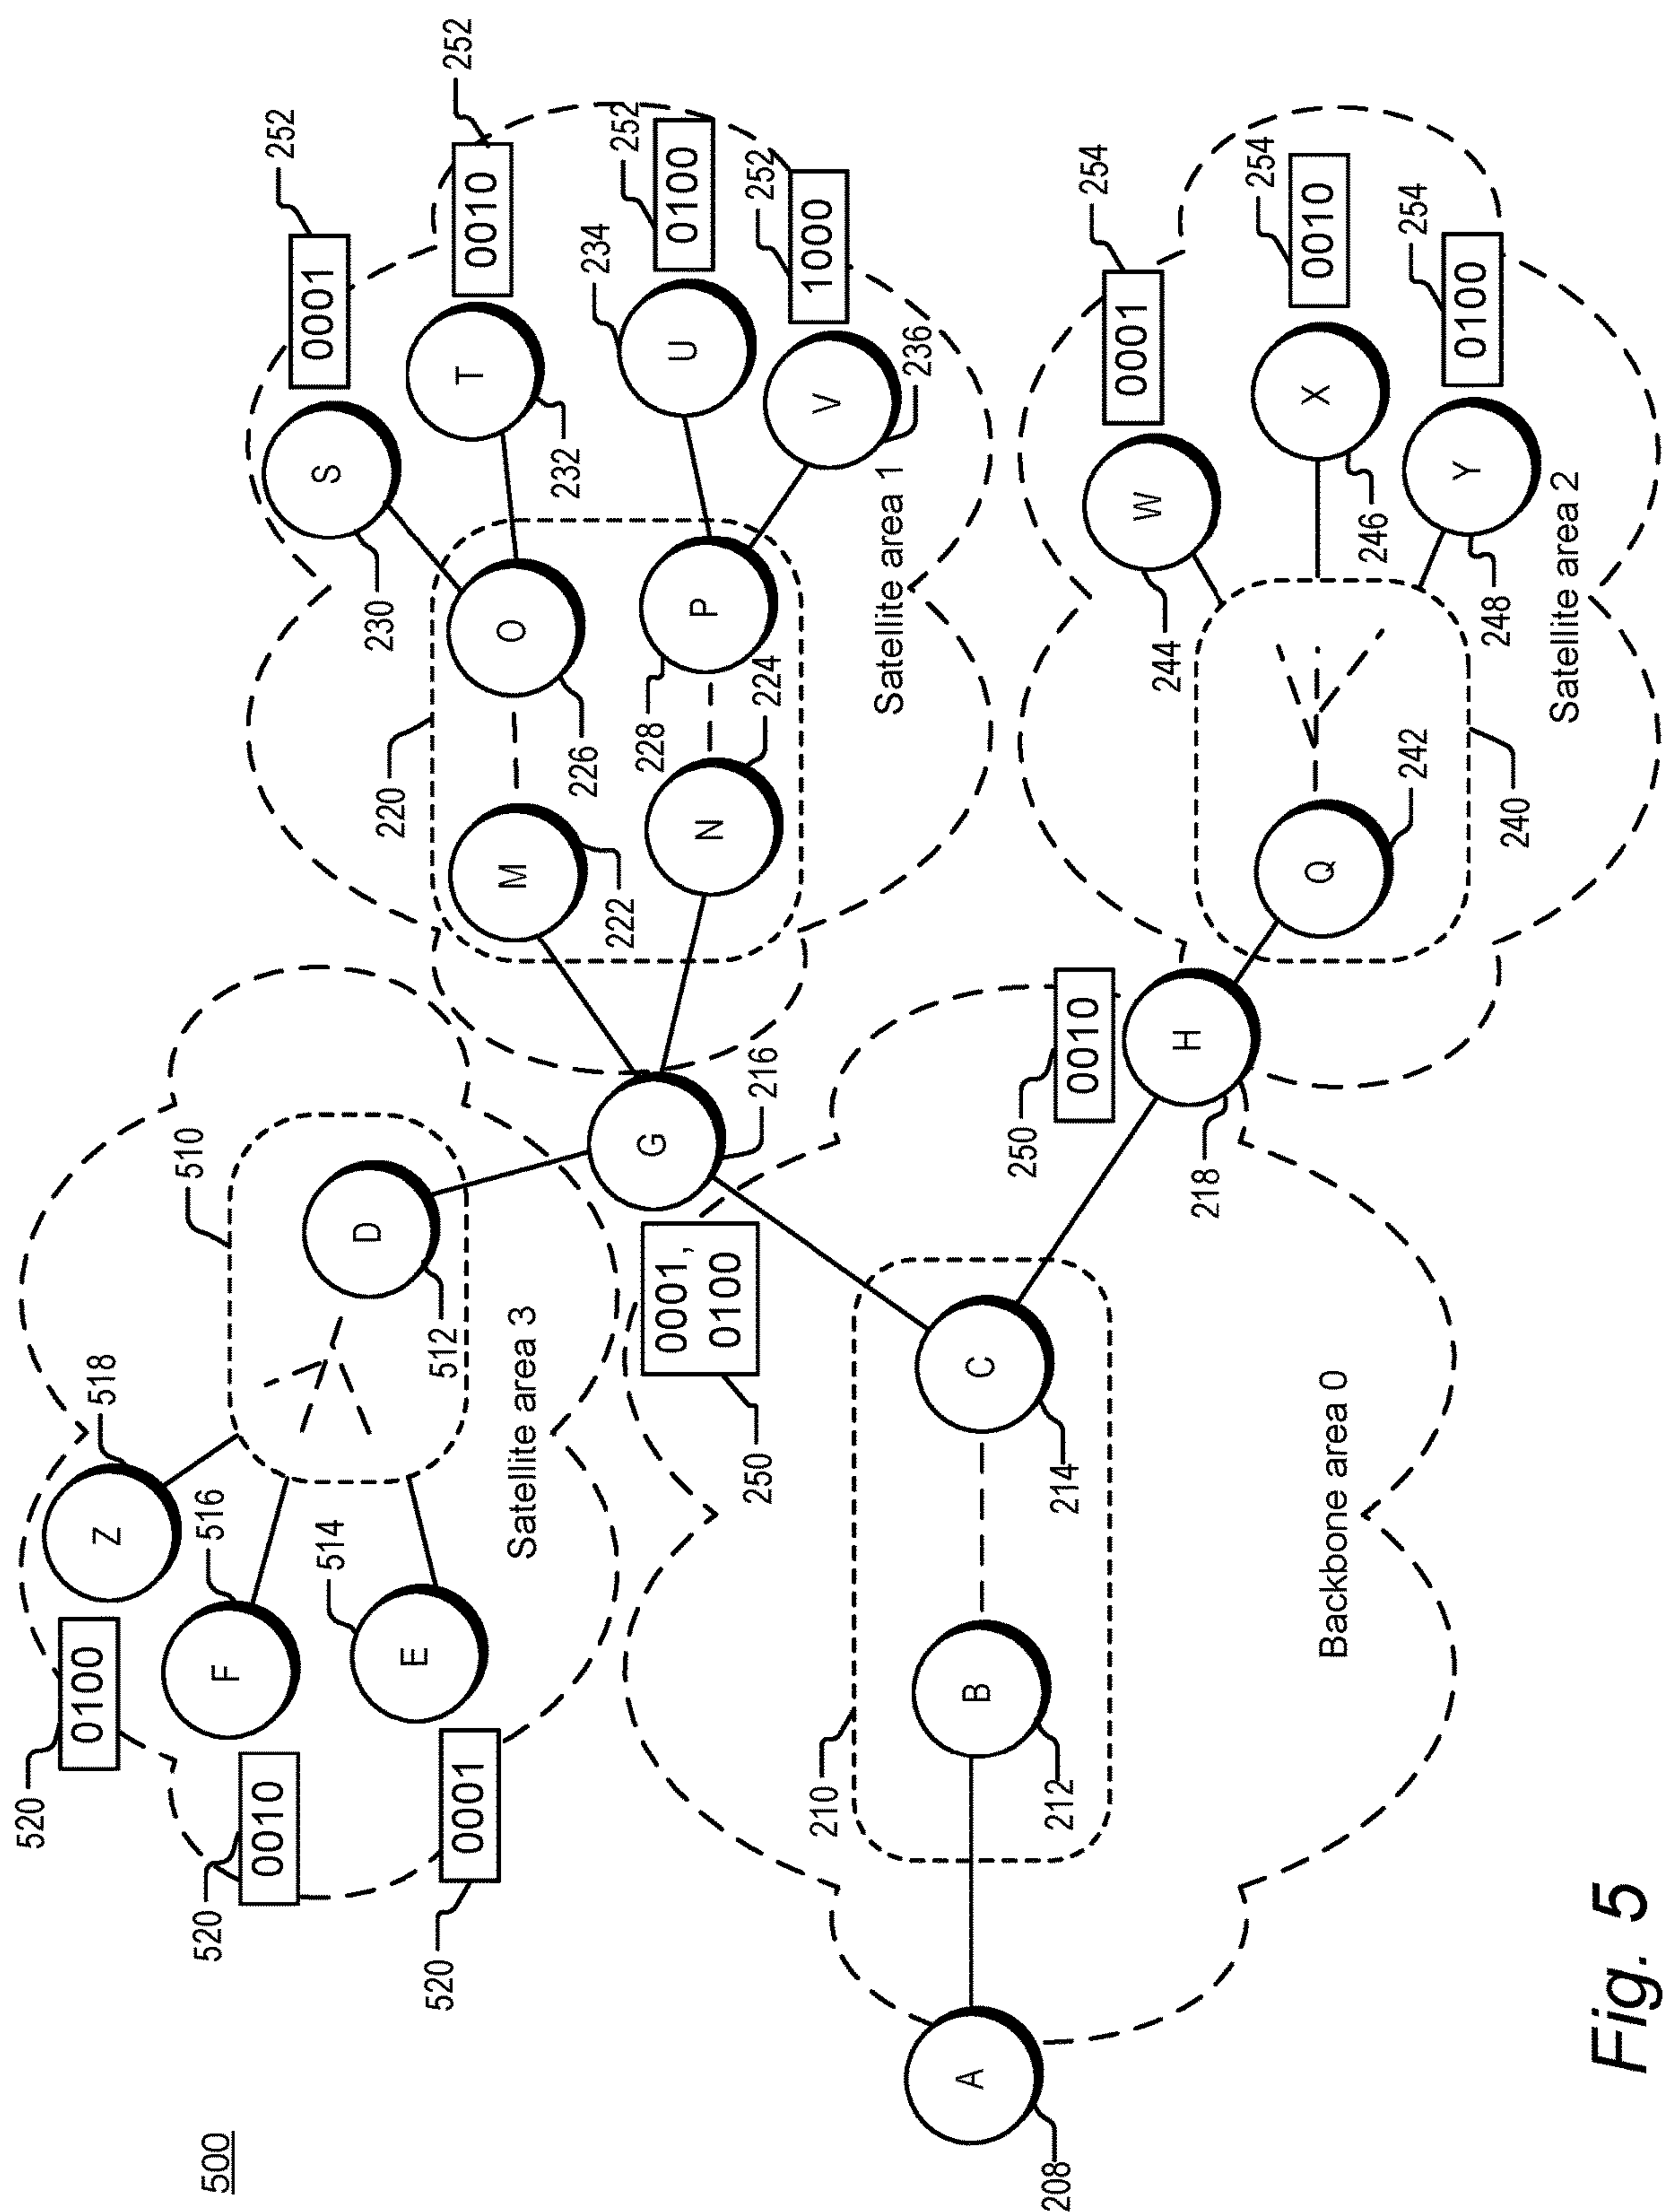 500
520
0100
Z
518
520
0010
F
516
510
520
0001
E
514
D
512
Satellite area 3
252
0001
S
230
252
0010
T
232
220
O
226
M
222
252
0100
234
U
252
1000
V
236
P
228
N
224
Satellite area 1
0001,
0100
250
G
216
A
208
210
B
212
C
214
250
0010
H
218
254
0001
W
244
254
0010
X
246
254
0100
Y
248
Q
242
240
Satellite area 2
Backbone area 0
Fig. 5